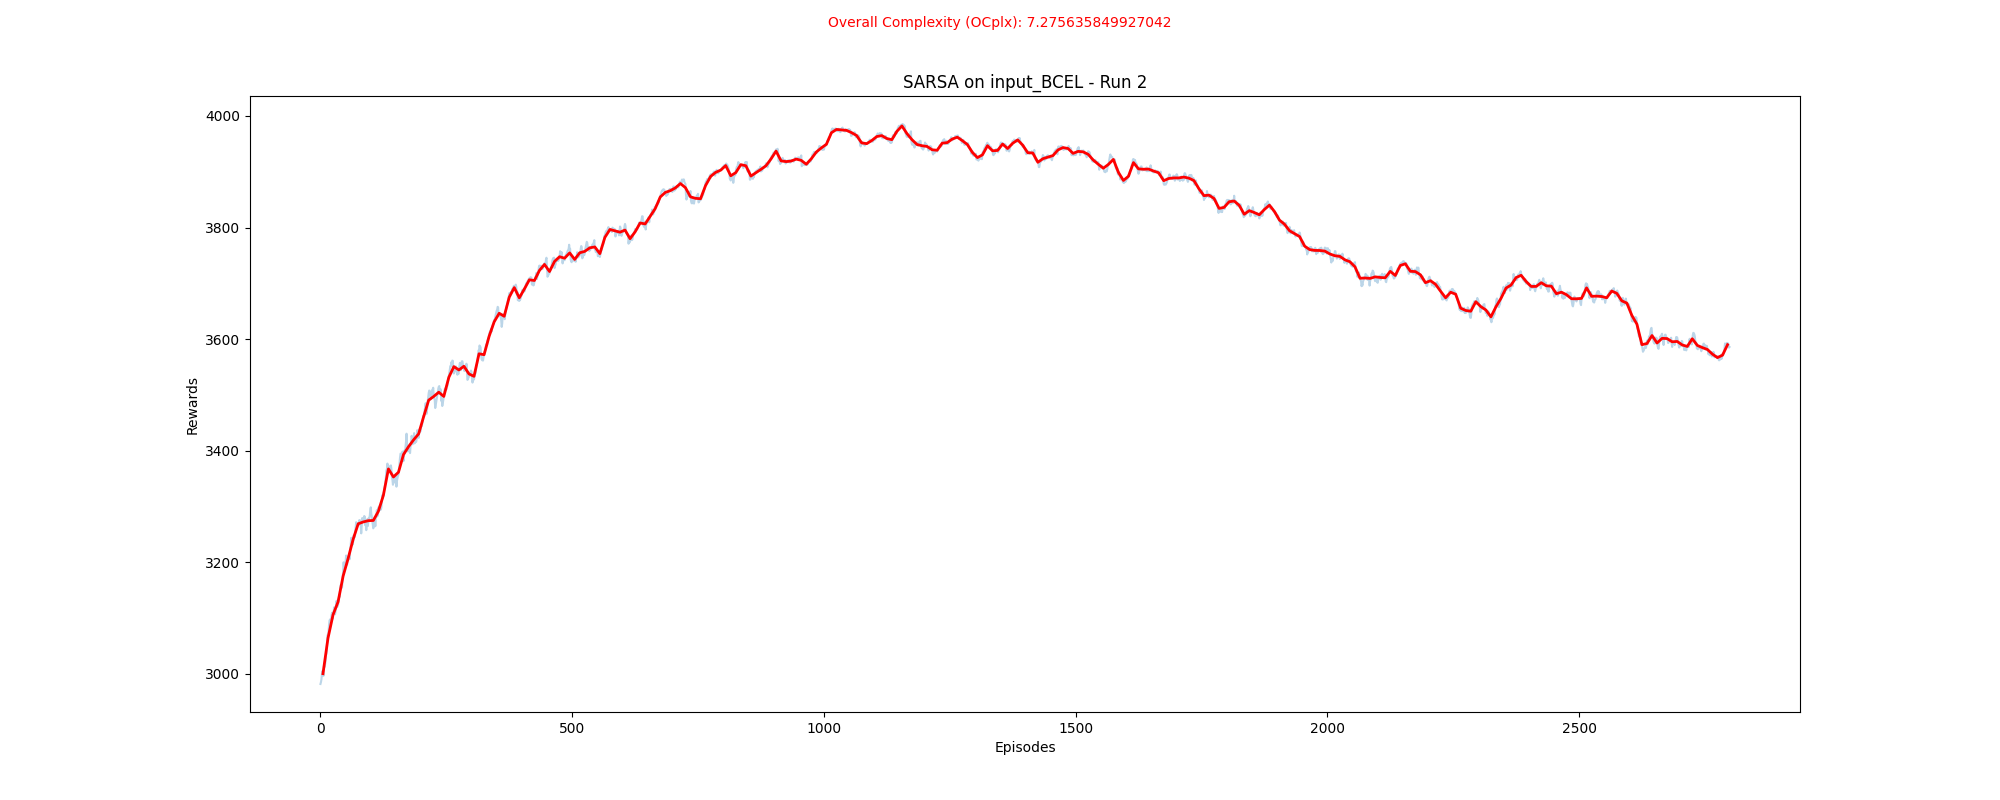 Overall Complexity (OCplx): 7.275635849927042
SARSA on input_BCEL - Run 2
4000
3800
3600
3400
3200
3000
Rewards
0 500 1000 1500 2000 2500
Episodes